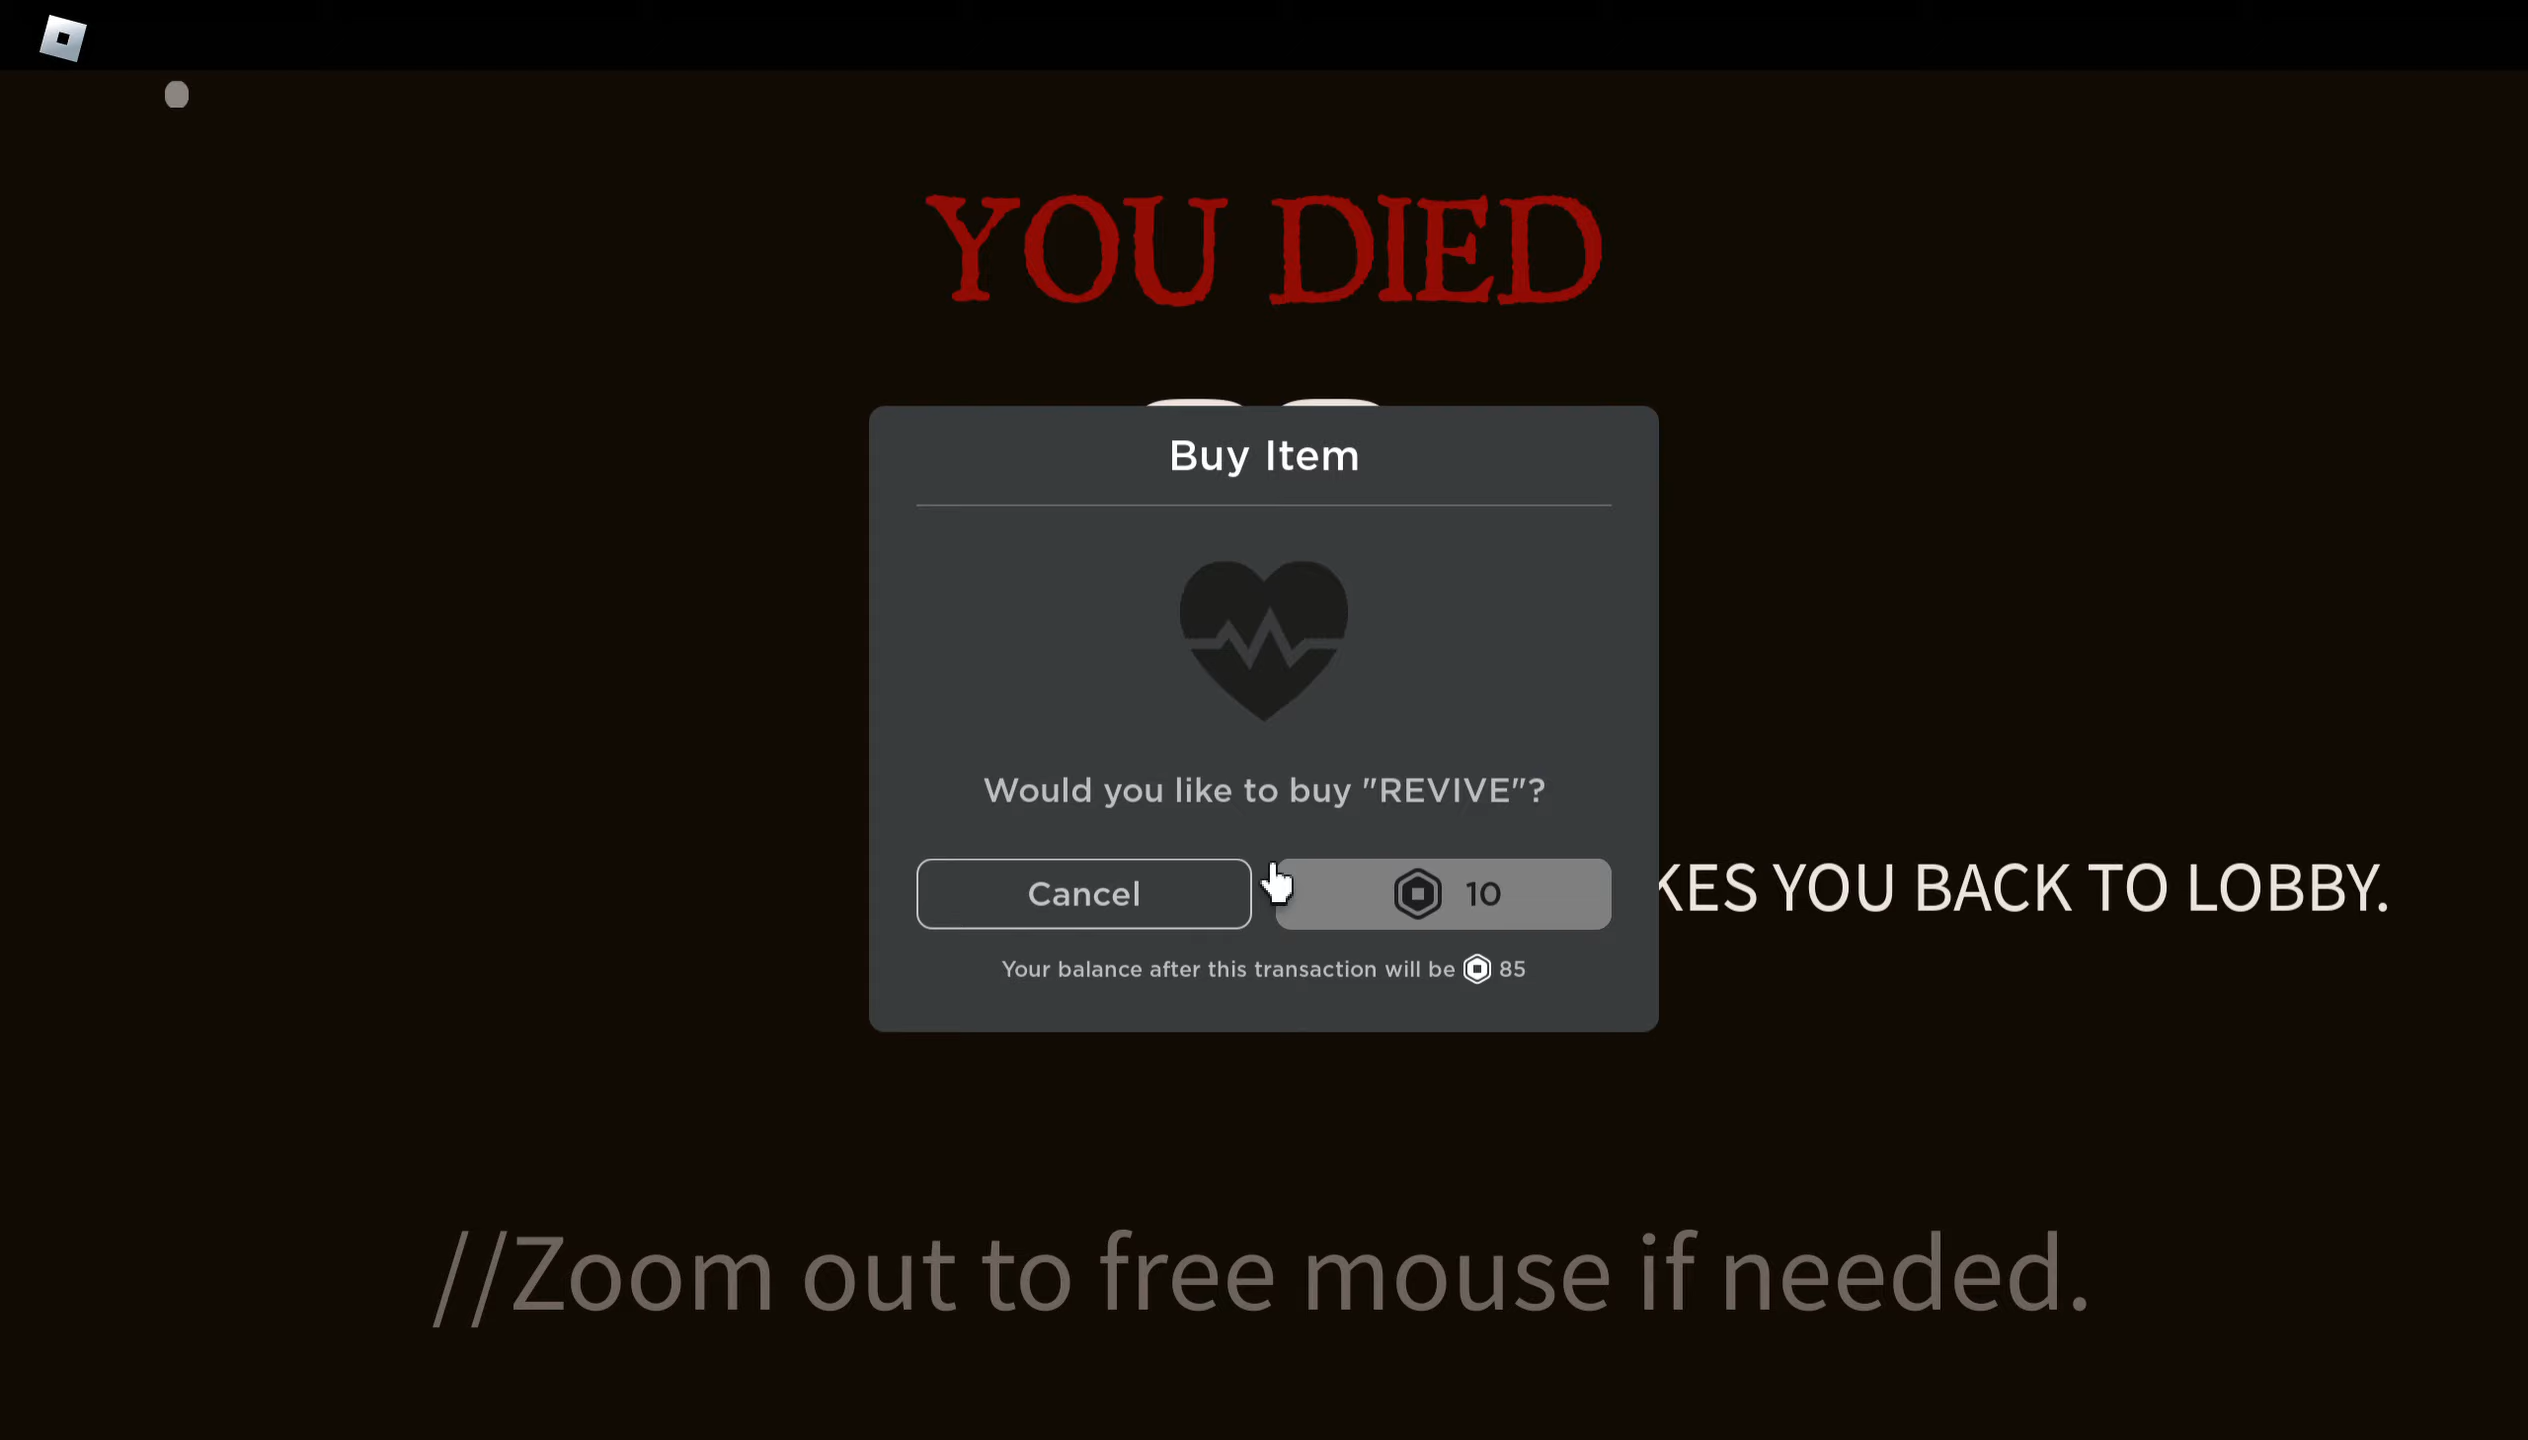 YOU DIED
Buy Item
Would you like to buy "REVIVE"?
Cancel
10
KES YOU BACK TO LOBBY.
Your balance after this transaction will be 85
//Zoom out to free mouse if needed.